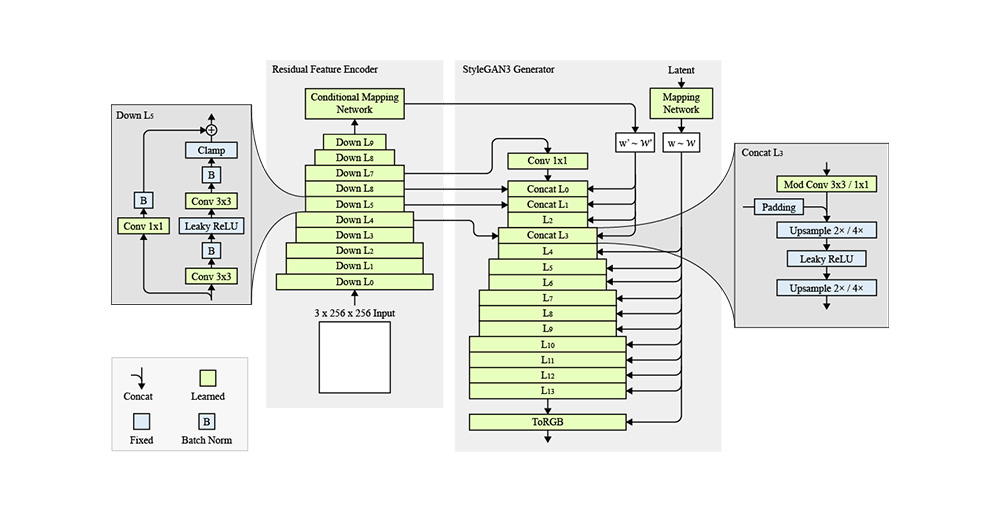 Residual Feature Encoder
StyleGAN3 Generator
Latent
Conditional Mapping
Network
Mapping
Network
Down L5
Clamp
B
B
Conv 3x3
Conv 1x1
Leaky ReLU
B
Conv 3x3
Down L9
Down L8
Down L7
Down L8
Down L5
Down L4
Down L3
Down L2
Down L1
Down L0
3 x 256 x 256 Input
w' ~ W'
w ~ W
Conv 1x1
Concat L0
Concat L1
L2
Concat L3
L4
L5
L6
L7
L8
L9
L10
L11
L12
L13
ToRGB
Concat L3
Mod Conv 3x3 / 1x1
Padding
Upsample 2× / 4×
Leaky ReLU
Upsample 2× / 4×
Concat
Learned
B
Fixed
Batch Norm